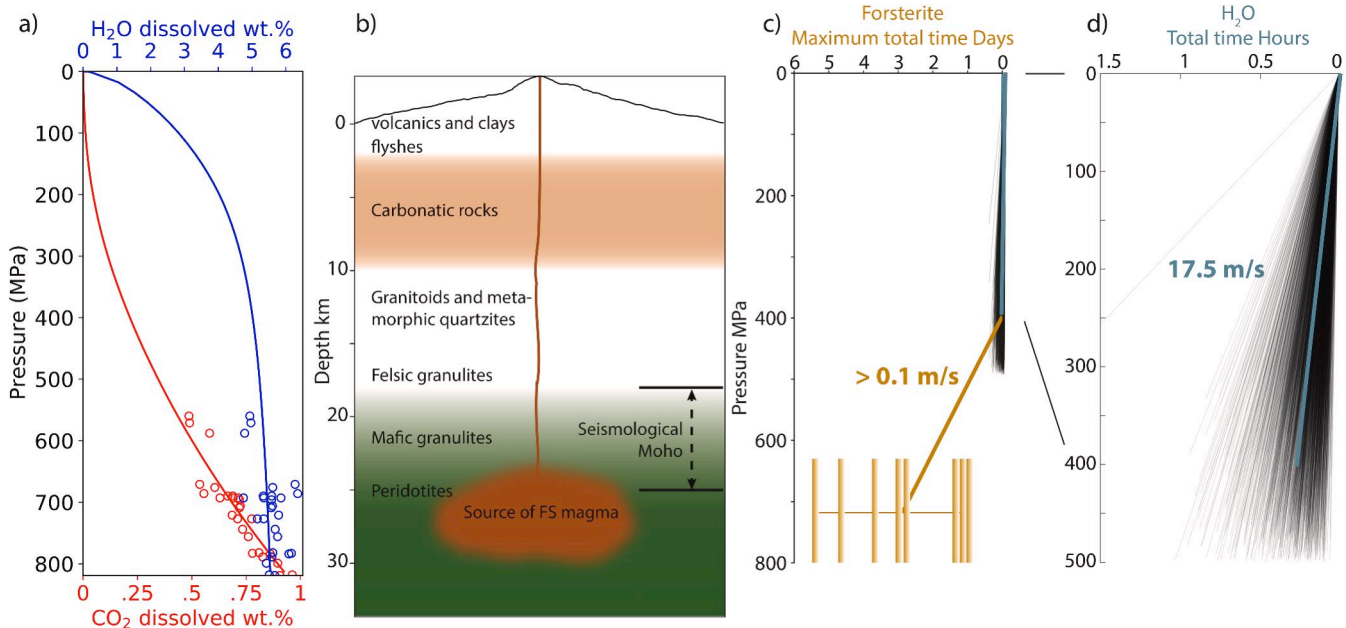 a)
H₂O dissolved wt.%
0 1 2 3 4 5 6
Pressure (MPa)
0
100
200
300
400
500
600
700
800
0 .25 .50 .75 1
CO₂ dissolved wt.%
b)
Depth km
0
10
20
30
volcanics and clays
flyshes
Carbonatic rocks
Granitoids and meta-
morphic quartzites
Felsic granulites
Mafic granulites
Seismological
Moho
Peridotites
Source of FS magma
c)
Forsterite
Maximum total time Days
6 5 4 3 2 1 0
Pressure MPa
0
200
400
600
800
> 0.1 m/s
d)
H₂O
Total time Hours
1.5 1 0.5 0
0
100
200
300
400
500
17.5 m/s